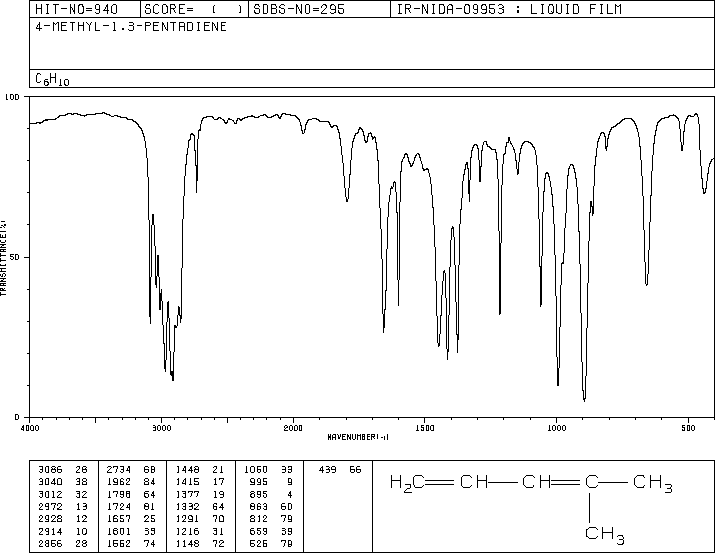 HIT-NO=940 SCORE= ( ) SDBS-NO=295 IR-NIDA-09953 : LIQUID FILM
4-METHYL-1,3-PENTADIENE
C6H10
100
50
0
TRANSMITTANCE(%)
4000 3000 2000 1500 1000 500
WAVENUMBER(-1)
3086 28 2734 68 1448 21 1060 33 439 66
3040 38 1962 84 1415 17 995 9
3012 32 1798 64 1377 19 895 4
2972 13 1724 81 1332 64 863 60
2928 12 1657 25 1291 70 812 79
2914 10 1601 33 1216 31 659 39
2866 28 1562 74 1148 72 526 79
H2C CH CH C CH3
CH3